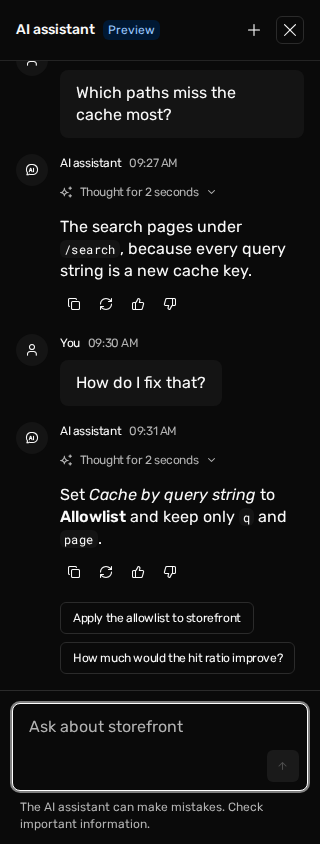 AI assistant Preview
Which paths miss the
cache most?
AI assistant 09:27 AM
Thought for 2 seconds
The search pages under
/search, because every query
string is a new cache key.
You 09:30 AM
How do I fix that?
AI assistant 09:31 AM
Thought for 2 seconds
Set Cache by query string to
Allowlist and keep only q and
page.
Apply the allowlist to storefront
How much would the hit ratio improve?
Ask about storefront
The AI assistant can make mistakes. Check
important information.